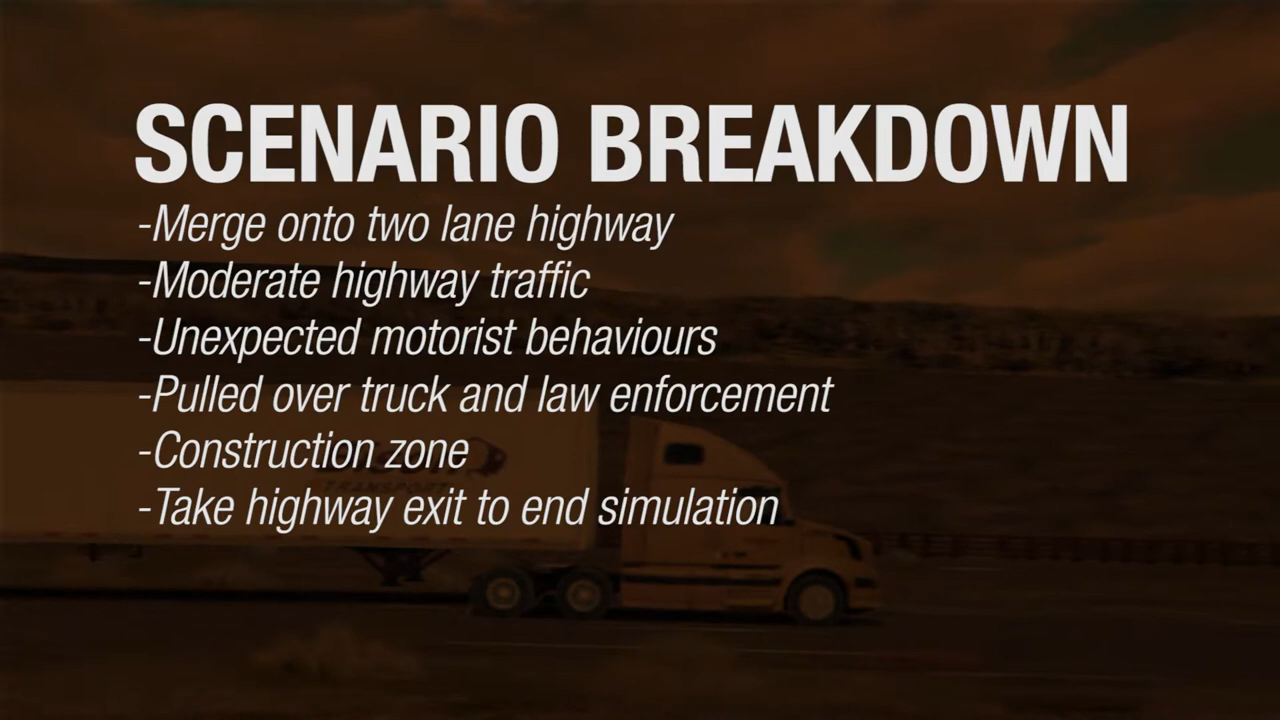 SCENARIO BREAKDOWN
-Merge onto two lane highway
-Moderate highway traffic
-Unexpected motorist behaviours
-Pulled over truck and law enforcement
-Construction zone
-Take highway exit to end simulation
TRANSPORT